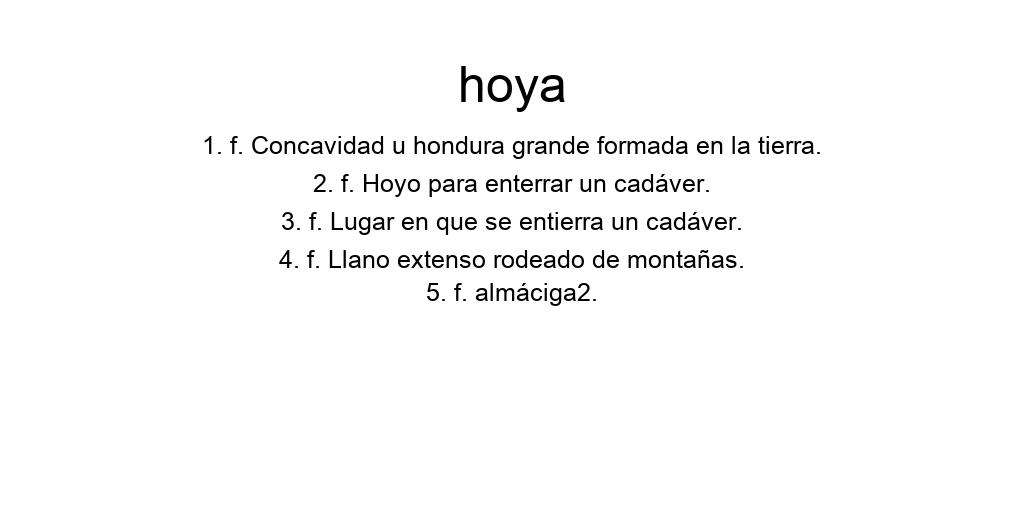 hoya
1. f. Concavidad u hondura grande formada en la tierra.
2. f. Hoyo para enterrar un cadáver.
3. f. Lugar en que se entierra un cadáver.
4. f. Llano extenso rodeado de montañas.
5. f. almáciga2.